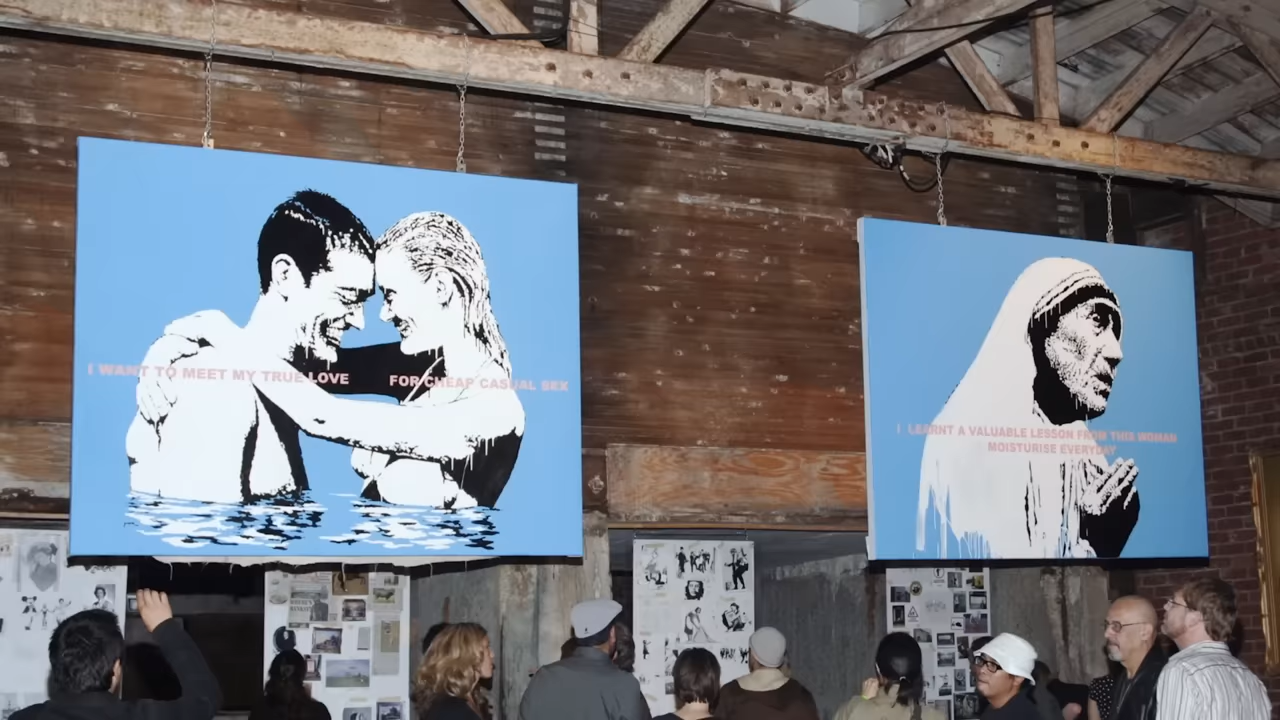 I WANT TO MEET MY TRUE LOVE FOR CHEAP CASUAL SEX
I LEARNT A VALUABLE LESSON FROM THIS WOMAN
MOISTURISE EVERYDAY